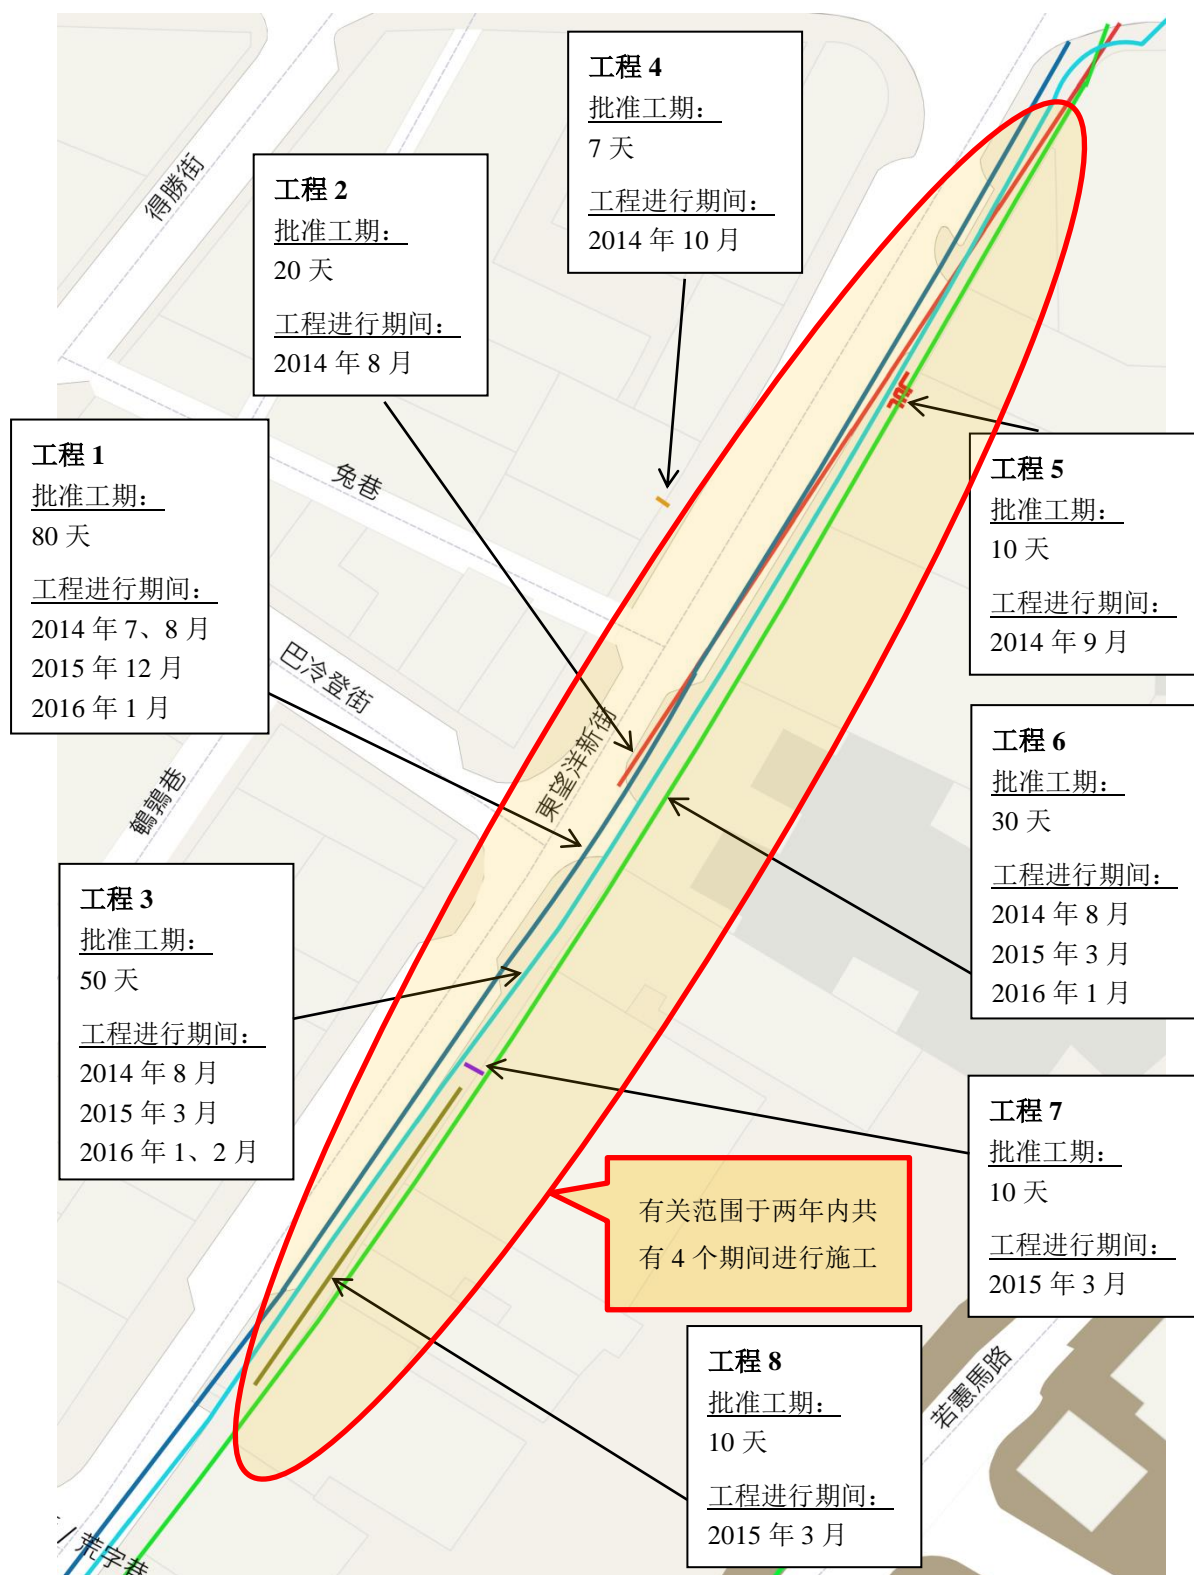 工程 4
批准工期：
7 天
工程进行期间：
2014 年 10 月
工程 2
批准工期：
20 天
工程进行期间：
2014 年 8 月
得勝街
工程 1
批准工期：
80 天
工程进行期间：
2014 年 7、8 月
2015 年 12 月
2016 年 1 月
兔巷
工程 5
批准工期：
10 天
工程进行期间：
2014 年 9 月
巴冷登街
東望洋新街
鵪鶉巷
工程 6
批准工期：
30 天
工程进行期间：
2014 年 8 月
2015 年 3 月
2016 年 1 月
工程 3
批准工期：
50 天
工程进行期间：
2014 年 8 月
2015 年 3 月
2016 年 1、2 月
工程 7
批准工期：
10 天
工程进行期间：
2015 年 3 月
有关范围于两年内共
有 4 个期间进行施工
工程 8
批准工期：
10 天
工程进行期间：
2015 年 3 月
若憲馬路
/ 荒字巷